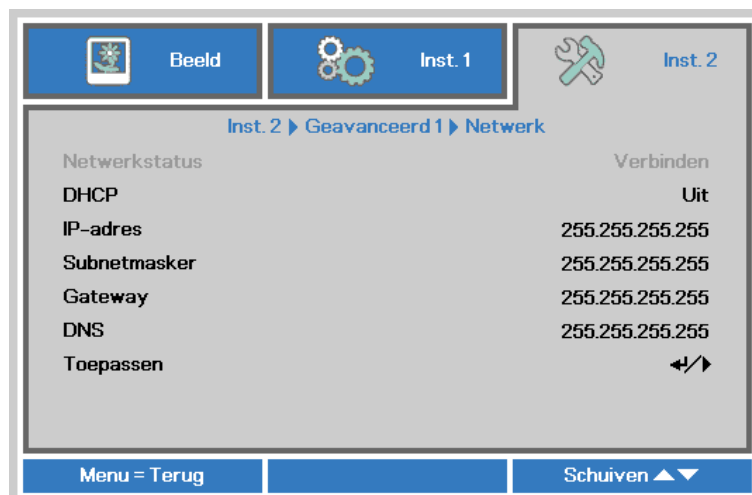 Beeld Inst. 1 Inst. 2
Inst. 2 Geavanceerd 1 Netwerk
Netwerkstatus Verbinden
DHCP Uit
IP-adres 255.255.255.255
Subnetmasker 255.255.255.255
Gateway 255.255.255.255
DNS 255.255.255.255
Toepassen
Menu = Terug Schuiven